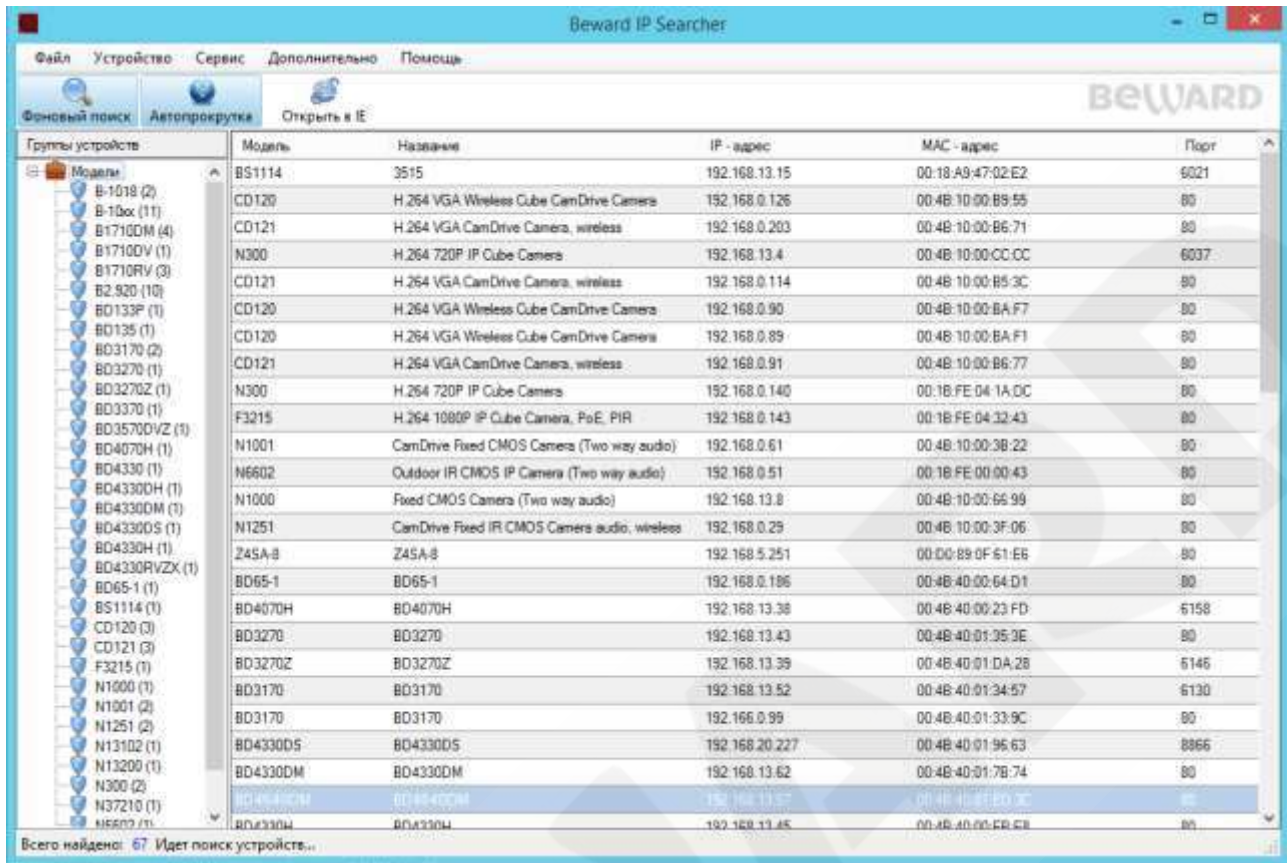 Beward IP Searcher
Файл Устройство Сервис Дополнительно Помощь
Фоновый поиск Автопрокрутка Открыть в IE BEWARD
Группы устройств
Модели
B-1018 (2)
B-10xx (11)
B1710DM (4)
B1710DV (1)
B1710RV (3)
B2.920 (10)
BD133P (1)
BD135 (1)
BD3170 (2)
BD3270 (1)
BD3270Z (1)
BD3370 (1)
BD3570DVZ (1)
BD4070H (1)
BD4330 (1)
BD4330DH (1)
BD4330DM (1)
BD4330DS (1)
BD4330H (1)
BD4330RVZX (1)
BD65-1 (1)
BS1114 (1)
CD120 (3)
CD121 (3)
F3215 (1)
N1000 (1)
N1001 (2)
N1251 (2)
N13102 (1)
N13200 (1)
N300 (2)
N37210 (1)
N6602 (1)
Модель Название IP - адрес MAC - адрес Порт
BS1114 3515 192.168.13.15 00:18:A9:47:02:E2 6021
CD120 H.264 VGA Wireless Cube CamDrive Camera 192.168.0.126 00:4B:10:00:B9:55 80
CD121 H.264 VGA CamDrive Camera, wireless 192.168.0.203 00:4B:10:00:B6:71 80
N300 H.264 720P IP Cube Camera 192.168.13.4 00:4B:10:00:CC:CC 6037
CD121 H.264 VGA CamDrive Camera, wireless 192.168.0.114 00:4B:10:00:B5:3C 80
CD120 H.264 VGA Wireless Cube CamDrive Camera 192.168.0.90 00:4B:10:00:BA:F7 80
CD120 H.264 VGA Wireless Cube CamDrive Camera 192.168.0.89 00:4B:10:00:BA:F1 80
CD121 H.264 VGA CamDrive Camera, wireless 192.168.0.91 00:4B:10:00:B6:77 80
N300 H.264 720P IP Cube Camera 192.168.0.140 00:1B:FE:04:1A:DC 80
F3215 H.264 1080P IP Cube Camera, PoE, PIR 192.168.0.143 00:1B:FE:04:32:43 80
N1001 CamDrive Fixed CMOS Camera (Two way audio) 192.168.0.61 00:4B:10:00:3B:22 80
N6602 Outdoor IR CMOS IP Camera (Two way audio) 192.168.0.51 00:1B:FE:00:00:43 80
N1000 Fixed CMOS Camera (Two way audio) 192.168.13.8 00:4B:10:00:66:99 80
N1251 CamDrive Fixed IR CMOS Camera audio, wireless 192.168.0.29 00:4B:10:00:3F:06 80
Z4SA-8 Z4SA-8 192.168.5.251 00:D0:89:0F:61:E6 80
BD65-1 BD65-1 192.168.0.186 00:4B:40:00:64:D1 80
BD4070H BD4070H 192.168.13.38 00:4B:40:00:23:FD 6158
BD3270 BD3270 192.168.13.43 00:4B:40:01:35:3E 80
BD3270Z BD3270Z 192.168.13.39 00:4B:40:01:DA:28 6146
BD3170 BD3170 192.168.13.52 00:4B:40:01:34:57 6130
BD3170 BD3170 192.166.0.99 00:4B:40:01:33:9C 80
BD4330DS BD4330DS 192.168.20.227 00:4B:40:01:96:63 8866
BD4330DM BD4330DM 192.168.13.62 00:4B:40:01:7B:74 80
BD4330H BD4330H 192.168.13.45 80
Всего найдено: 67 Идет поиск устройств...